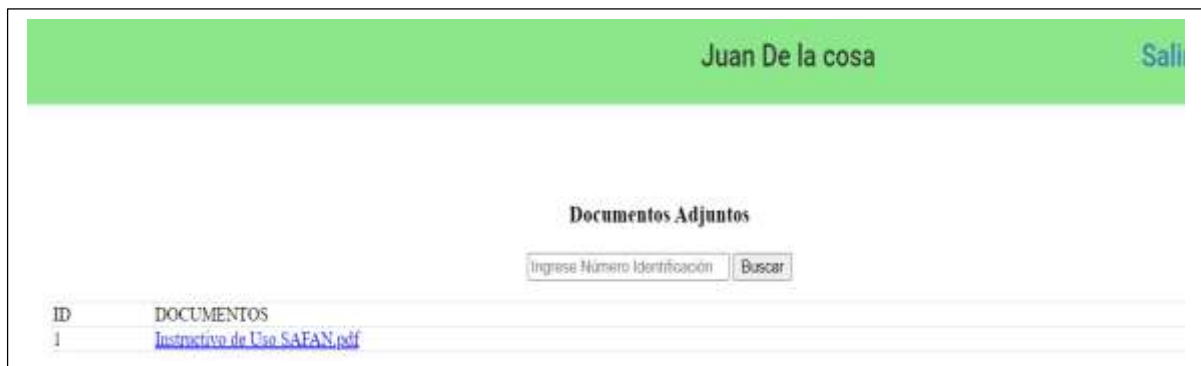 Juan De la cosa Sali
Documentos Adjuntos
Ingrese Número Identificación Buscar
ID DOCUMENTOS
1 Instructivo de Uso SAFAN.pdf